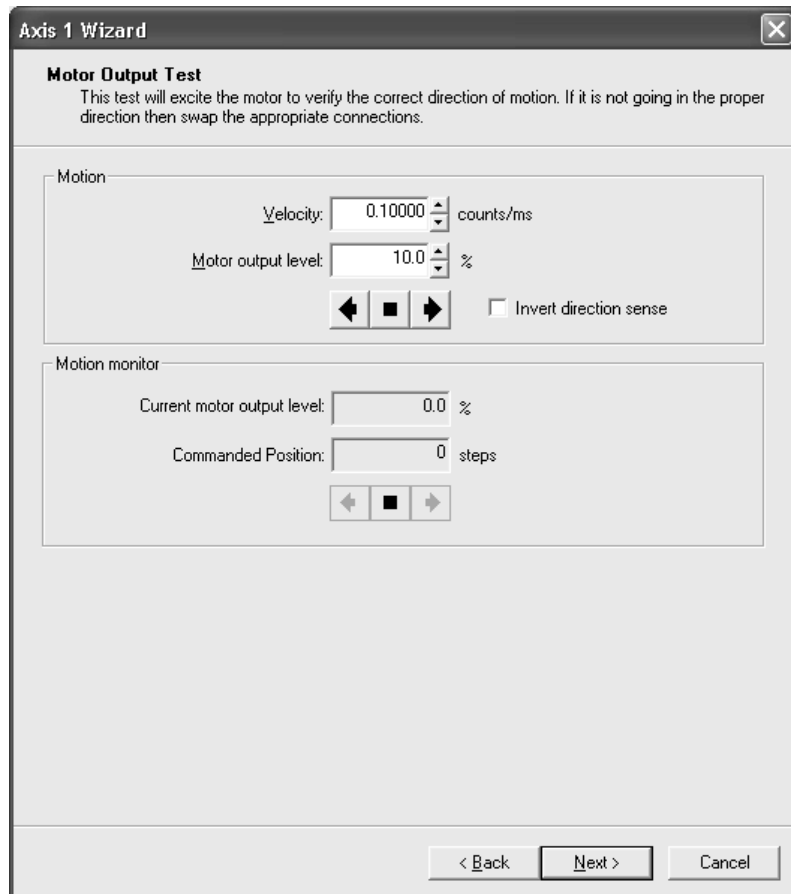 Axis 1 Wizard
Motor Output Test
This test will excite the motor to verify the correct direction of motion. If it is not going in the proper
direction then swap the appropriate connections.
Motion
Velocity: 0.10000 counts/ms
Motor output level: 10.0 %
Invert direction sense
Motion monitor
Current motor output level: 0.0 %
Commanded Position: 0 steps
< Back Next > Cancel